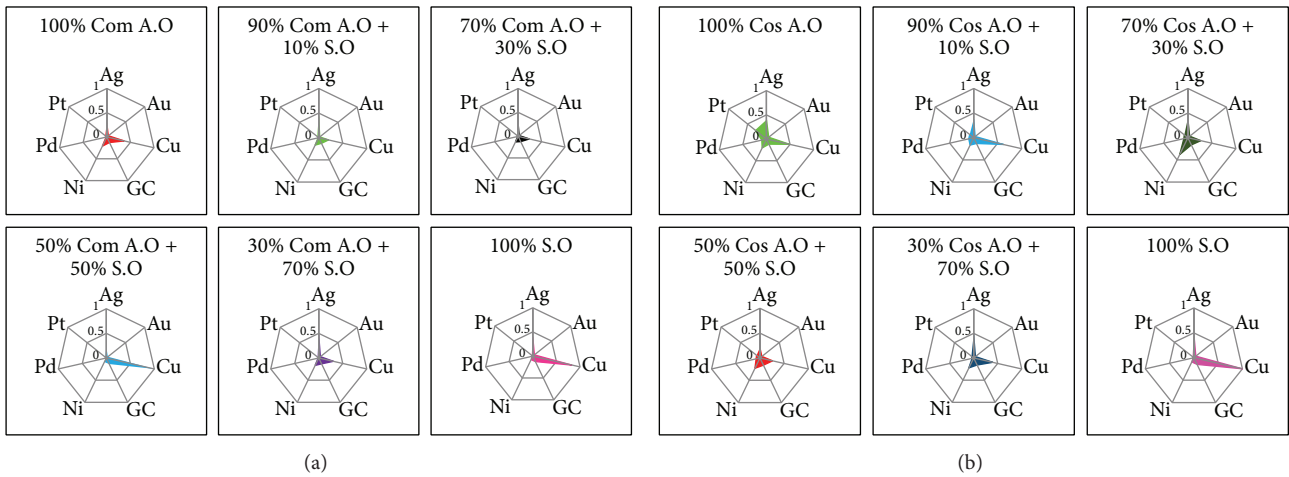 100% Com A.O
1
Ag
Pt
0.5
Au
0
Pd
Cu
Ni
GC
90% Com A.O +
10% S.O
1
Ag
Pt
0.5
Au
0
Pd
Cu
Ni
GC
70% Com A.O +
30% S.O
1
Ag
Pt
0.5
Au
0
Pd
Cu
Ni
GC
50% Com A.O +
50% S.O
1
Ag
Pt
0.5
Au
0
Pd
Cu
Ni
GC
30% Com A.O +
70% S.O
1
Ag
Pt
0.5
Au
0
Pd
Cu
Ni
GC
100% S.O
1
Ag
Pt
0.5
Au
0
Pd
Cu
Ni
GC
(a)
100% Cos A.O
1
Ag
Pt
0.5
Au
0
Pd
Cu
Ni
GC
90% Cos A.O +
10% S.O
1
Ag
Pt
0.5
Au
0
Pd
Cu
Ni
GC
70% Cos A.O +
30% S.O
1
Ag
Pt
0.5
Au
0
Pd
Cu
Ni
GC
50% Cos A.O +
50% S.O
1
Ag
Pt
0.5
Au
0
Pd
Cu
Ni
GC
30% Cos A.O +
70% S.O
1
Ag
Pt
0.5
Au
0
Pd
Cu
Ni
GC
100% S.O
1
Ag
Pt
0.5
Au
0
Pd
Cu
Ni
GC
(b)